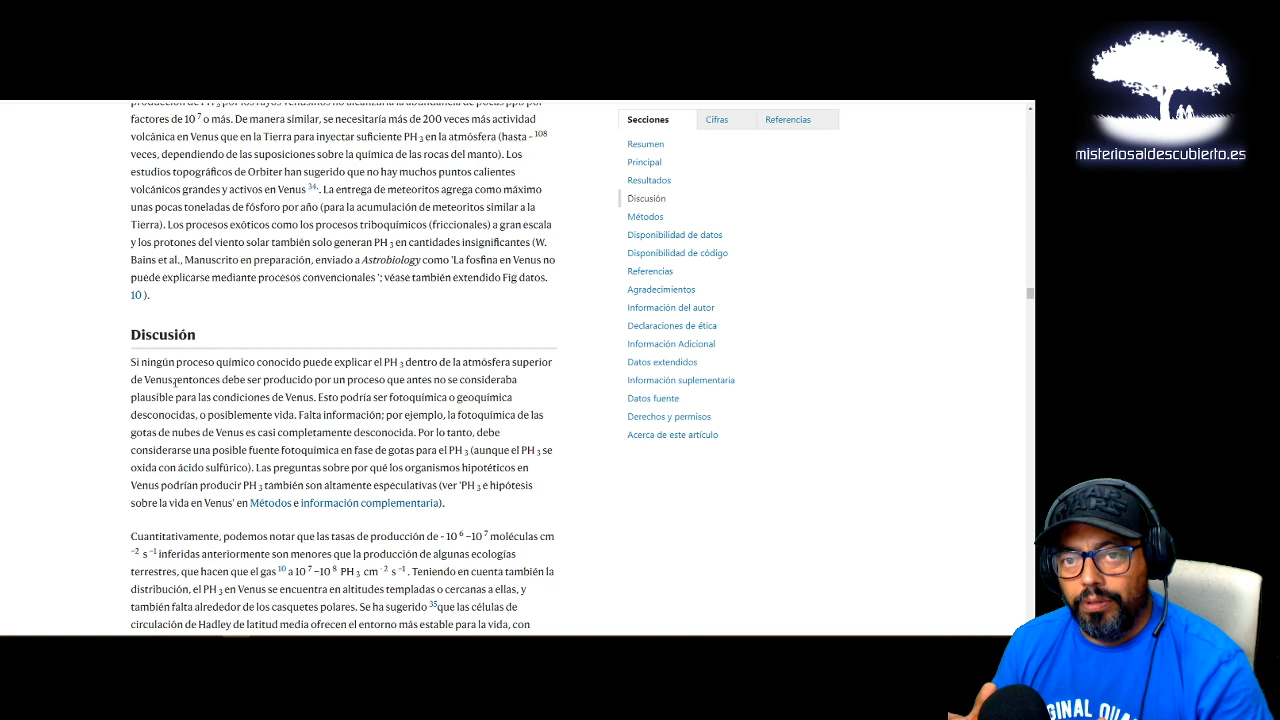 producción de PH 3 por los rayos venusinos no alcanzaría la abundancia de pocas ppb por
factores de 10 7 o más. De manera similar, se necesitaría más de 200 veces más actividad
volcánica en Venus que en la Tierra para inyectar suficiente PH 3 en la atmósfera (hasta ~ 108
veces, dependiendo de las suposiciones sobre la química de las rocas del manto). Los
estudios topográficos de Orbiter han sugerido que no hay muchos puntos calientes
volcánicos grandes y activos en Venus 34. La entrega de meteoritos agrega como máximo
unas pocas toneladas de fósforo por año (para la acumulación de meteoritos similar a la
Tierra). Los procesos exóticos como los procesos triboquímicos (friccionales) a gran escala
y los protones del viento solar también solo generan PH 3 en cantidades insignificantes (W.
Bains et al., Manuscrito en preparación, enviado a Astrobiology como 'La fosfina en Venus no
puede explicarse mediante procesos convencionales '; véase también extendido Fig datos.
10 ).
Discusión
Si ningún proceso químico conocido puede explicar el PH 3 dentro de la atmósfera superior
de Venus, entonces debe ser producido por un proceso que antes no se consideraba
plausible para las condiciones de Venus. Esto podría ser fotoquímica o geoquímica
desconocidas, o posiblemente vida. Falta información; por ejemplo, la fotoquímica de las
gotas de nubes de Venus es casi completamente desconocida. Por lo tanto, debe
considerarse una posible fuente fotoquímica en fase de gotas para el PH 3 (aunque el PH 3 se
oxida con ácido sulfúrico). Las preguntas sobre por qué los organismos hipotéticos en
Venus podrían producir PH 3 también son altamente especulativas (ver 'PH 3 e hipótesis
sobre la vida en Venus' en Métodos e información complementaria).
Cuantitativamente, podemos notar que las tasas de producción de ~ 10 6 –10 7 moléculas cm
−2 s −1 inferidas anteriormente son menores que la producción de algunas ecologías
terrestres, que hacen que el gas 10 a 10 7 –10 8 PH 3 cm −2 s −1 . Teniendo en cuenta también la
distribución, el PH 3 en Venus se encuentra en altitudes templadas o cercanas a ellas, y
también falta alrededor de los casquetes polares. Se ha sugerido 35 que las células de
circulación de Hadley de latitud media ofrecen el entorno más estable para la vida, con
Secciones
Cifras
Referencias
Resumen
Principal
Resultados
Discusión
Métodos
Disponibilidad de datos
Disponibilidad de código
Referencias
Agradecimientos
Información del autor
Declaraciones de ética
Información Adicional
Datos extendidos
Información suplementaria
Datos fuente
Derechos y permisos
Acerca de este artículo
misteriosaldescubierto.es